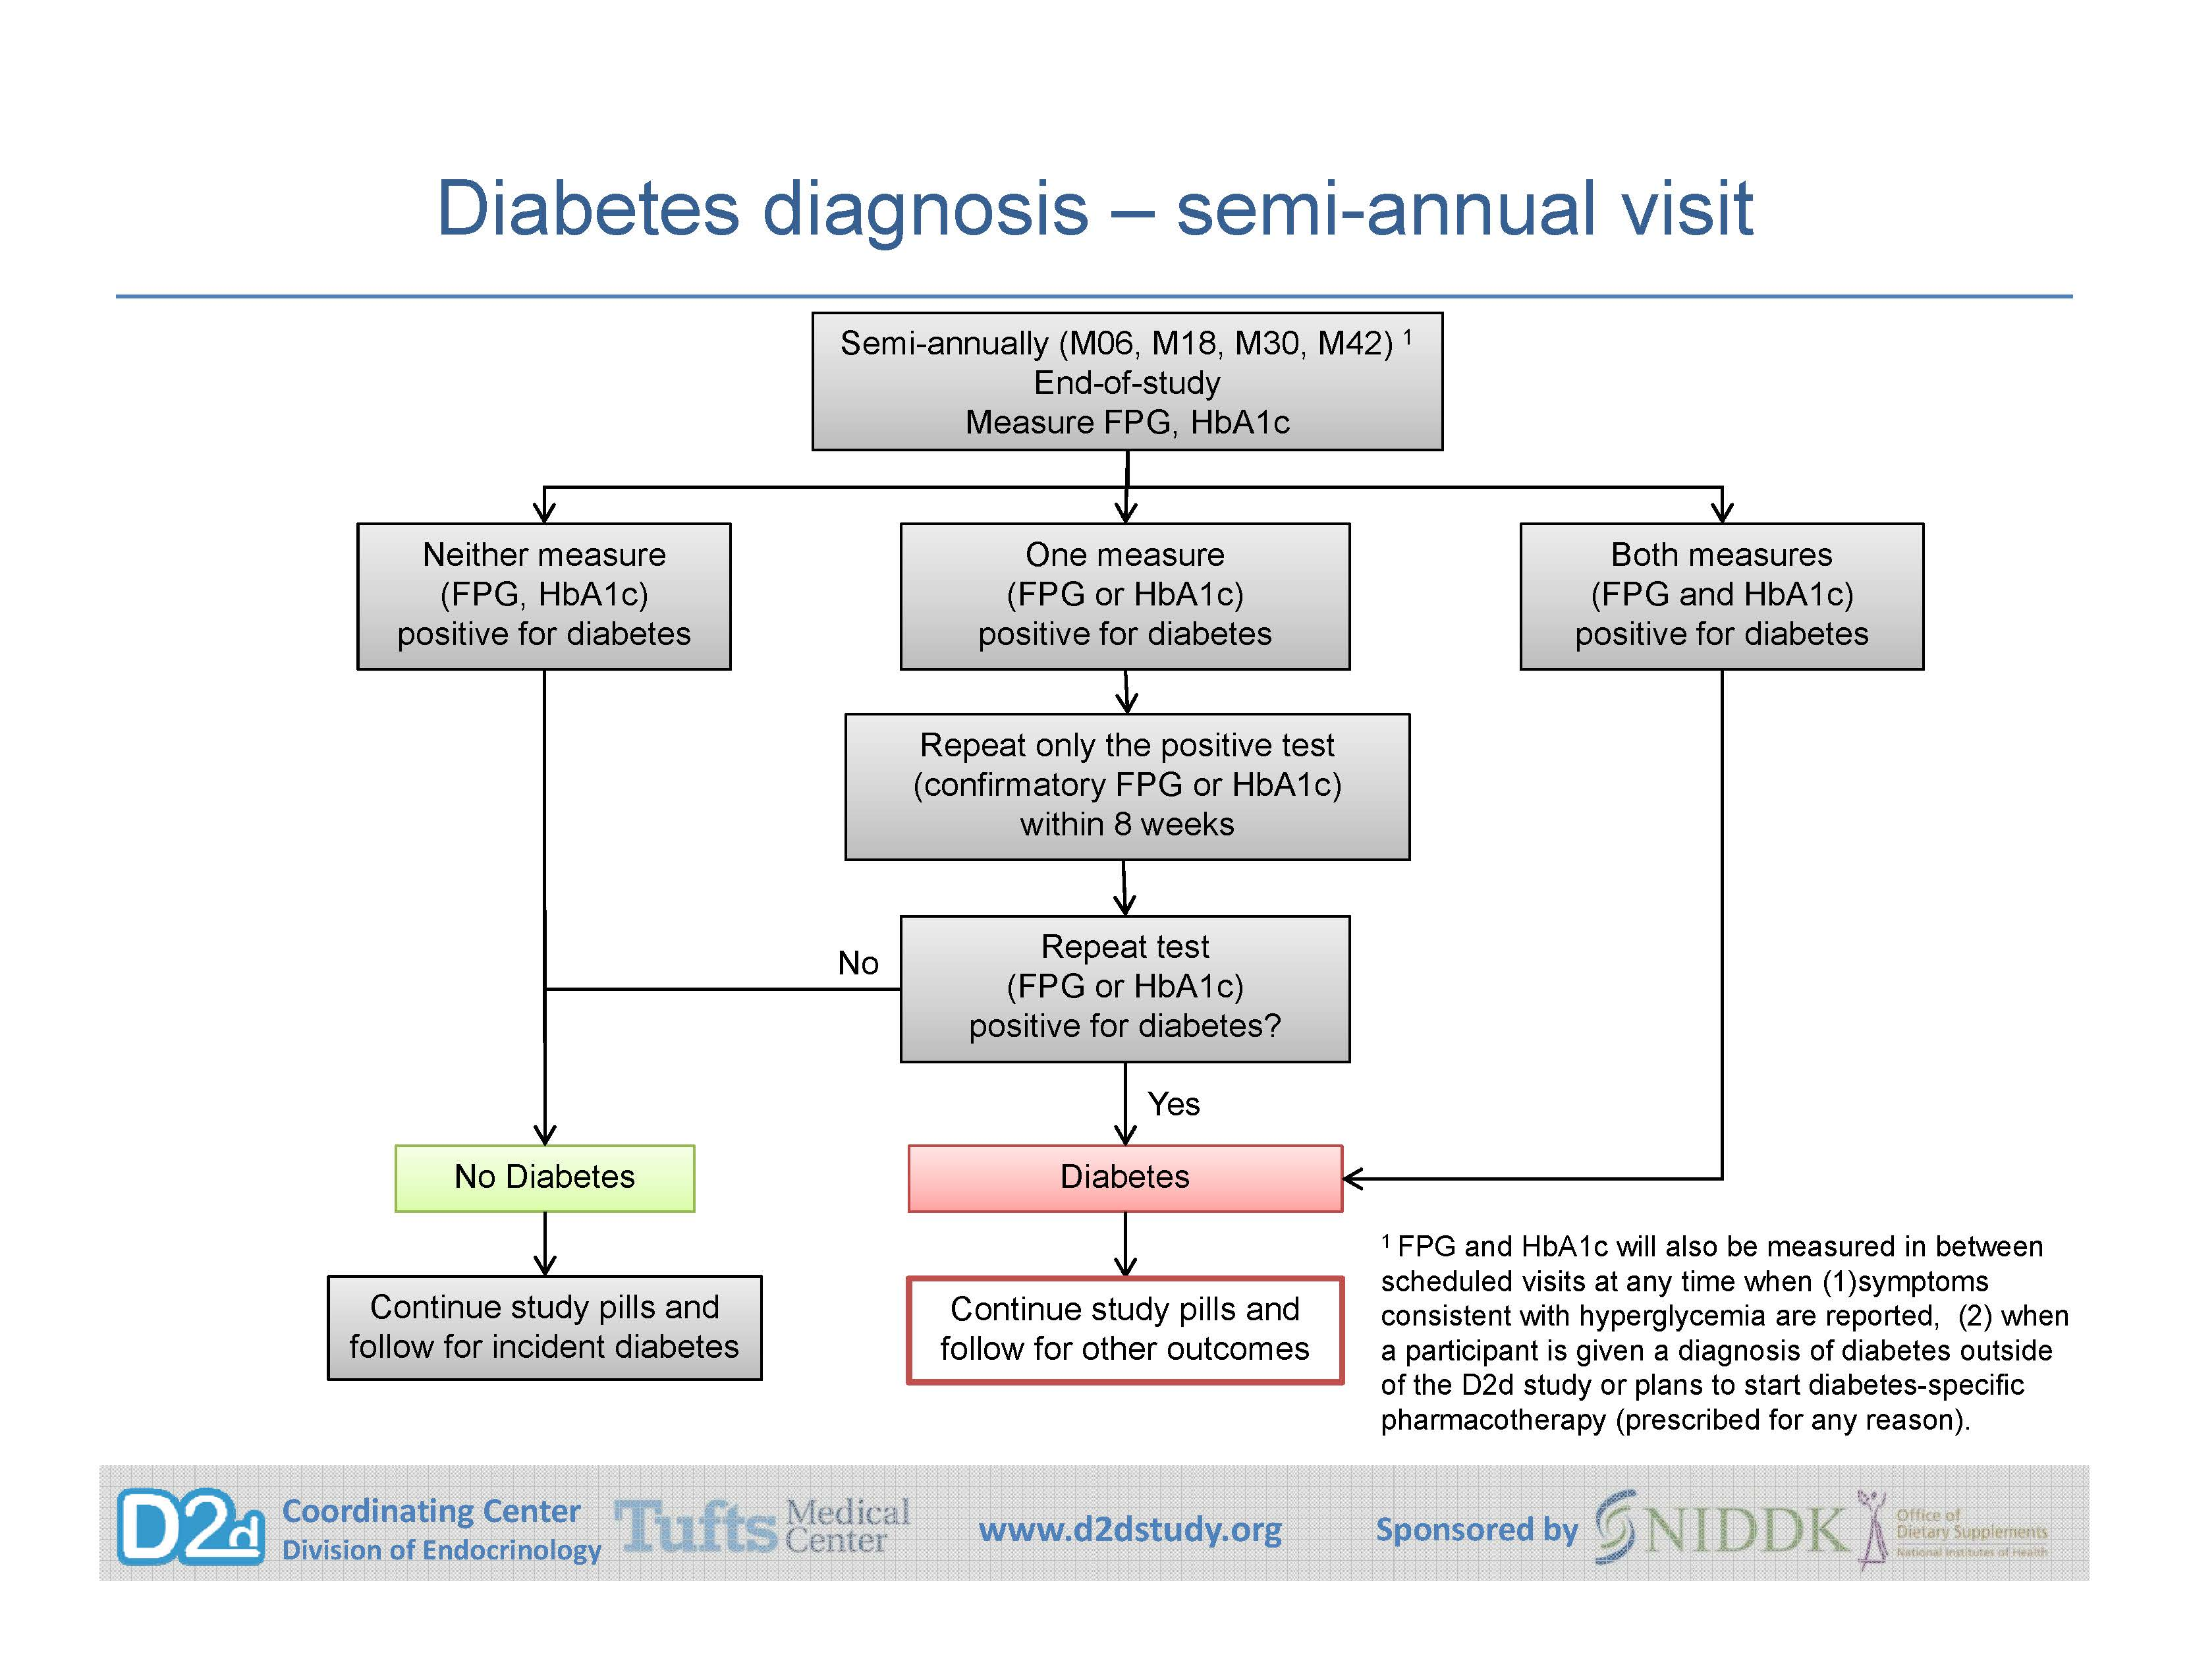 Diabetes diagnosis – semi-annual visit
Semi-annually (M06, M18, M30, M42) 1
End-of-study
Measure FPG, HbA1c
Neither measure
(FPG, HbA1c)
positive for diabetes
One measure
(FPG or HbA1c)
positive for diabetes
Both measures
(FPG and HbA1c)
positive for diabetes
Repeat only the positive test
(confirmatory FPG or HbA1c)
within 8 weeks
Repeat test
(FPG or HbA1c)
positive for diabetes?
No
Yes
No Diabetes
Diabetes
Continue study pills and
follow for incident diabetes
Continue study pills and
follow for other outcomes
1 FPG and HbA1c will also be measured in between
scheduled visits at any time when (1)symptoms
consistent with hyperglycemia are reported, (2) when
a participant is given a diagnosis of diabetes outside
of the D2d study or plans to start diabetes-specific
pharmacotherapy (prescribed for any reason).
D2d
Coordinating Center
Division of Endocrinology
Tufts Medical
Center
www.d2dstudy.org
Sponsored by
NIDDK
Office of
Dietary Supplements
National Institutes of Health